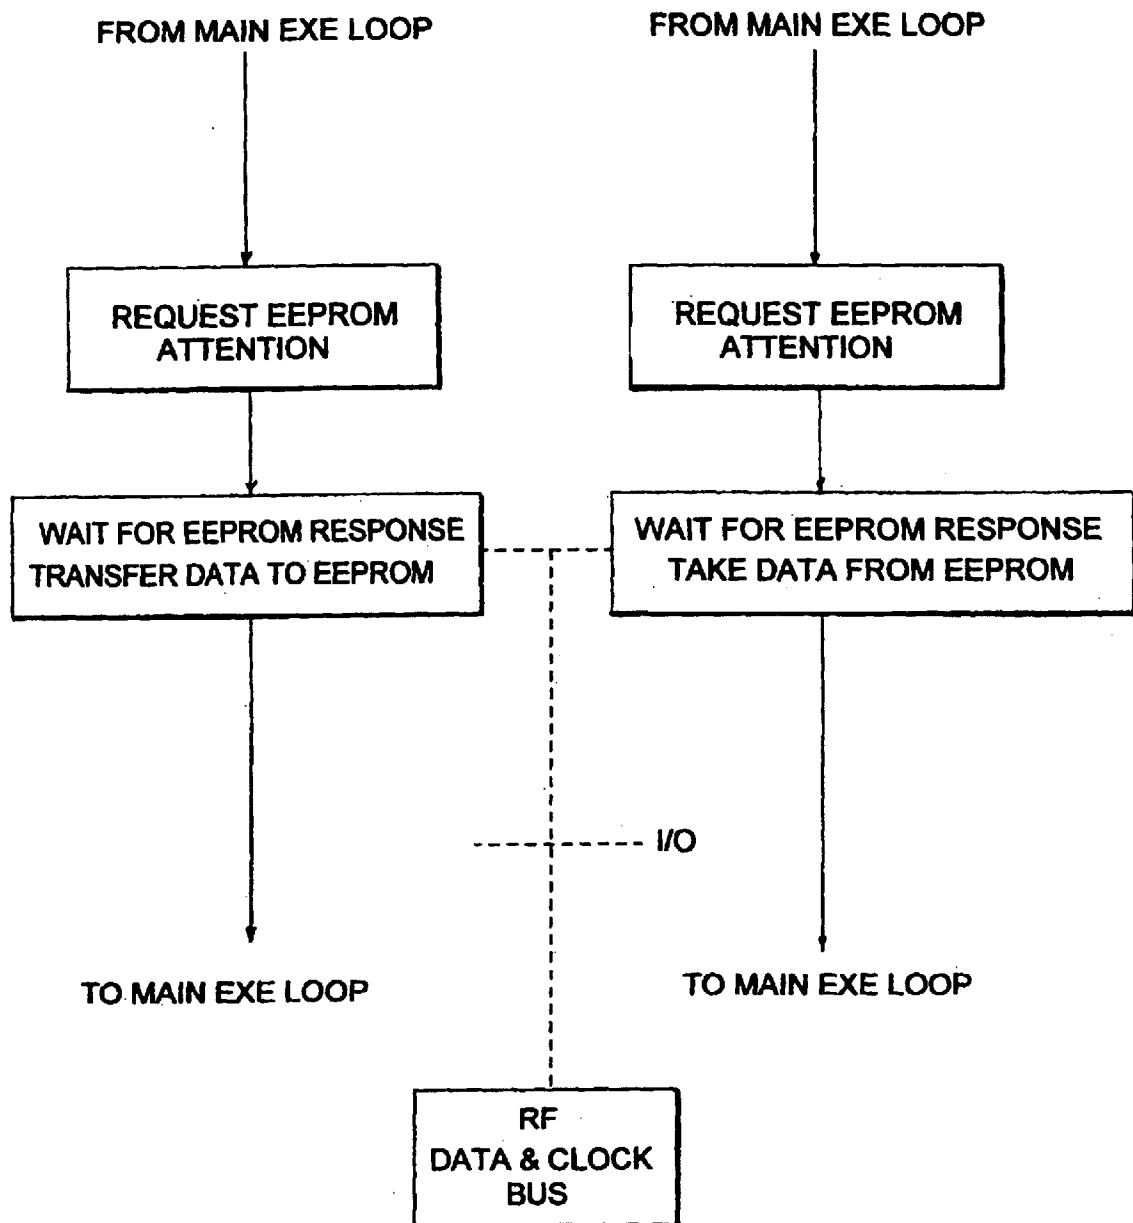 FROM MAIN EXE LOOP
REQUEST EEPROM
ATTENTION
WAIT FOR EEPROM RESPONSE
TRANSFER DATA TO EEPROM
TO MAIN EXE LOOP
FROM MAIN EXE LOOP
REQUEST EEPROM
ATTENTION
WAIT FOR EEPROM RESPONSE
TAKE DATA FROM EEPROM
TO MAIN EXE LOOP
I/O
RF
DATA & CLOCK
BUS